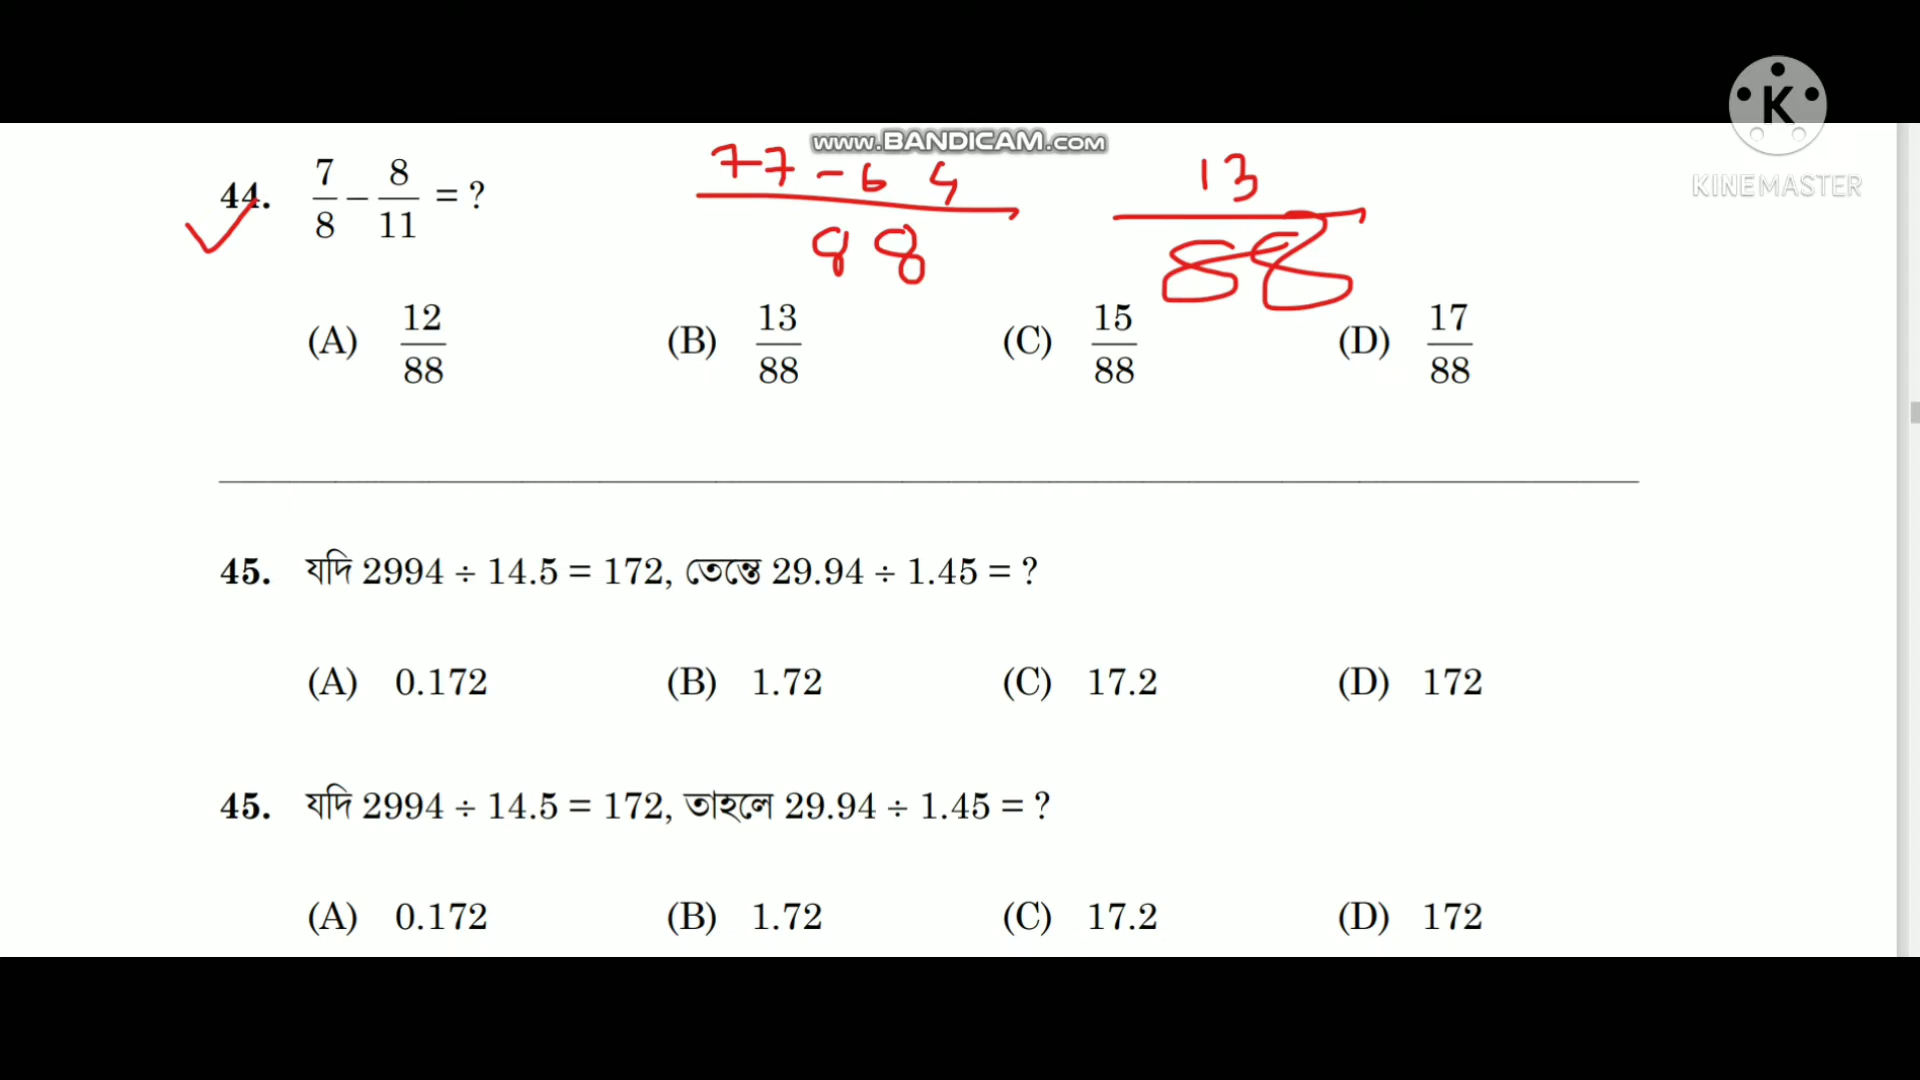 www.BANDICAM.com
K
KINEMASTER
44. 7/8 – 8/11 = ?
77 - 64 / 88
13 / 88
(A) 12/88 (B) 13/88 (C) 15/88 (D) 17/88
45. যদি 2994 ÷ 14.5 = 172, তেন্তে 29.94 ÷ 1.45 = ?
(A) 0.172 (B) 1.72 (C) 17.2 (D) 172
45. যদি 2994 ÷ 14.5 = 172, তাহলে 29.94 ÷ 1.45 = ?
(A) 0.172 (B) 1.72 (C) 17.2 (D) 172